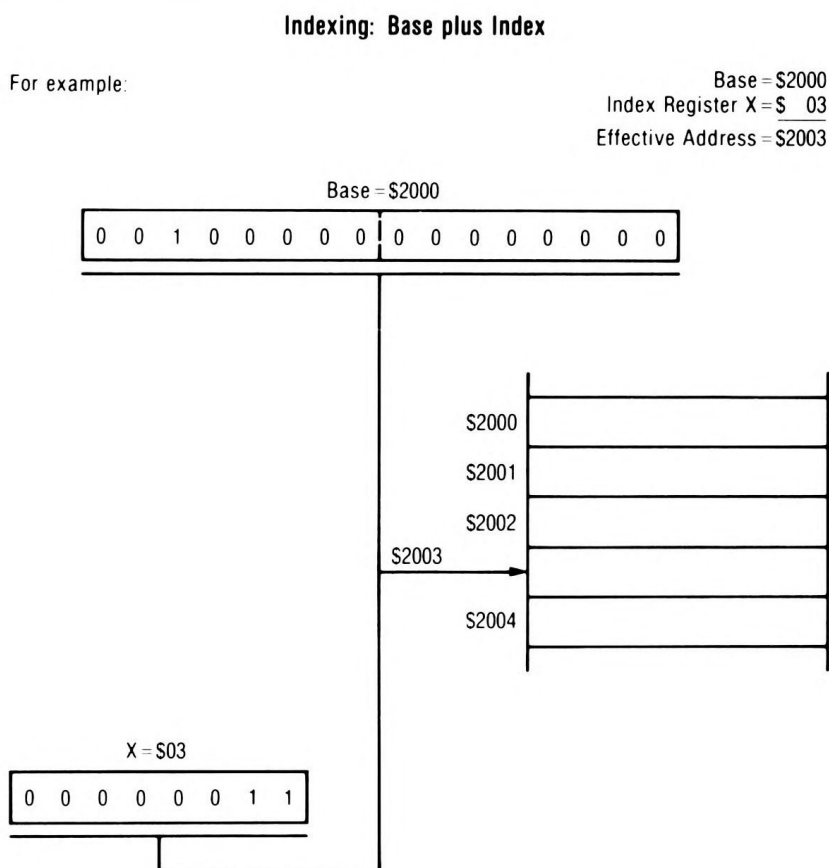 Indexing: Base plus Index
For example:
Base = $2000
Index Register X = $ 03
Effective Address = $2003
Base = $2000
0 0 1 0 0 0 0 0 0 0 0 0 0 0 0 0
$2000
$2001
$2002
$2003
$2004
X = $03
0 0 0 0 0 0 1 1